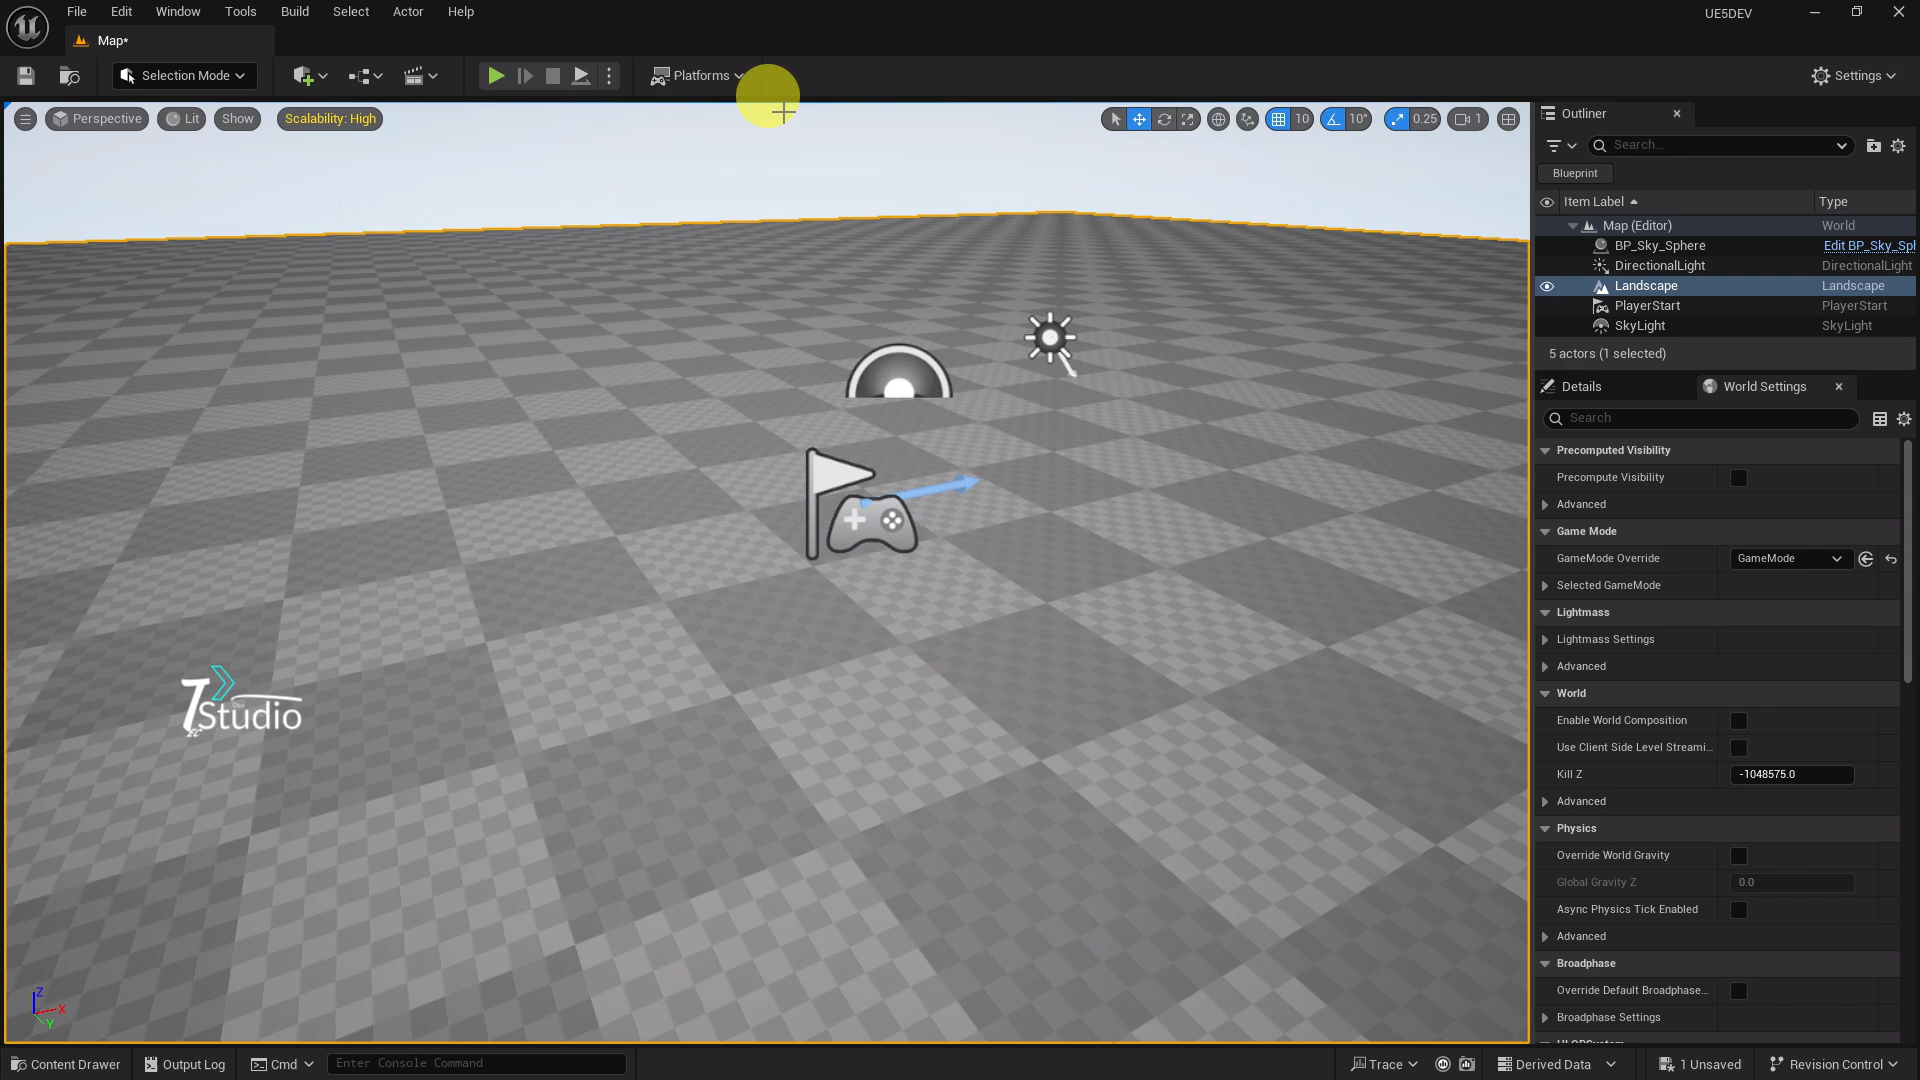 File Edit Window Tools Build Select Actor Help
UE5DEV
Map*
Selection Mode
Platforms
Settings
Perspective Lit Show Scalability: High
10 10° 0.25 1
Outliner
Search...
Blueprint
Item Label Type
Map (Editor) World
BP_Sky_Sphere Edit BP_Sky_Sph
DirectionalLight DirectionalLight
Landscape Landscape
PlayerStart PlayerStart
SkyLight SkyLight
5 actors (1 selected)
Details World Settings
Search
Precomputed Visibility
Precompute Visibility
Advanced
Game Mode
GameMode Override GameMode
Selected GameMode
Lightmass
Lightmass Settings
Advanced
World
Enable World Composition
Use Client Side Level Streami...
Kill Z -1048575.0
Advanced
Physics
Override World Gravity
Global Gravity Z 0.0
Async Physics Tick Enabled
Advanced
Broadphase
Override Default Broadphase...
Broadphase Settings
Studio
Z
X
Y
Content Drawer Output Log Cmd Enter Console Command Trace Derived Data 1 Unsaved Revision Control